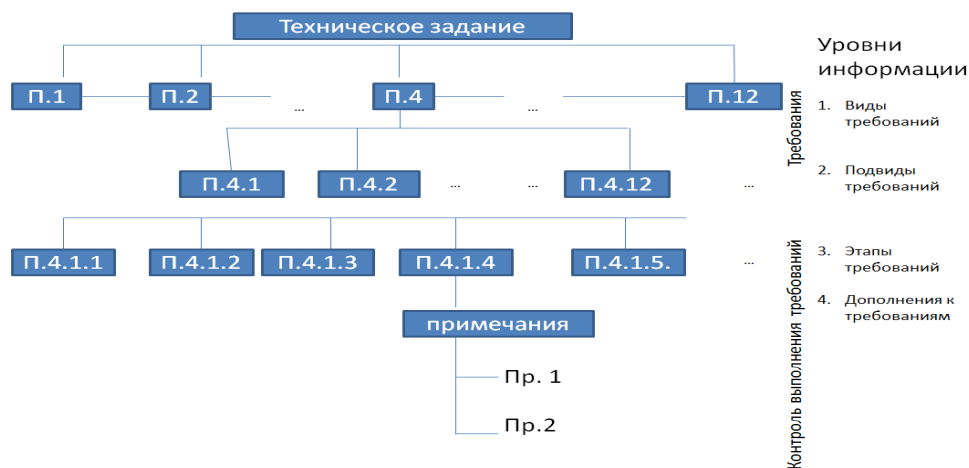 Техническое задание
Уровни
информации
П.1
П.2
...
П.4
...
П.12
1. Виды
требований
Требования
П.4.1
П.4.2
...
...
П.4.12
...
2. Подвиды
требований
П.4.1.1
П.4.1.2
П.4.1.3
П.4.1.4
П.4.1.5.
...
3. Этапы
требований
4. Дополнения к
требованиям
Контроль выполнения требований
примечания
Пр. 1
Пр.2